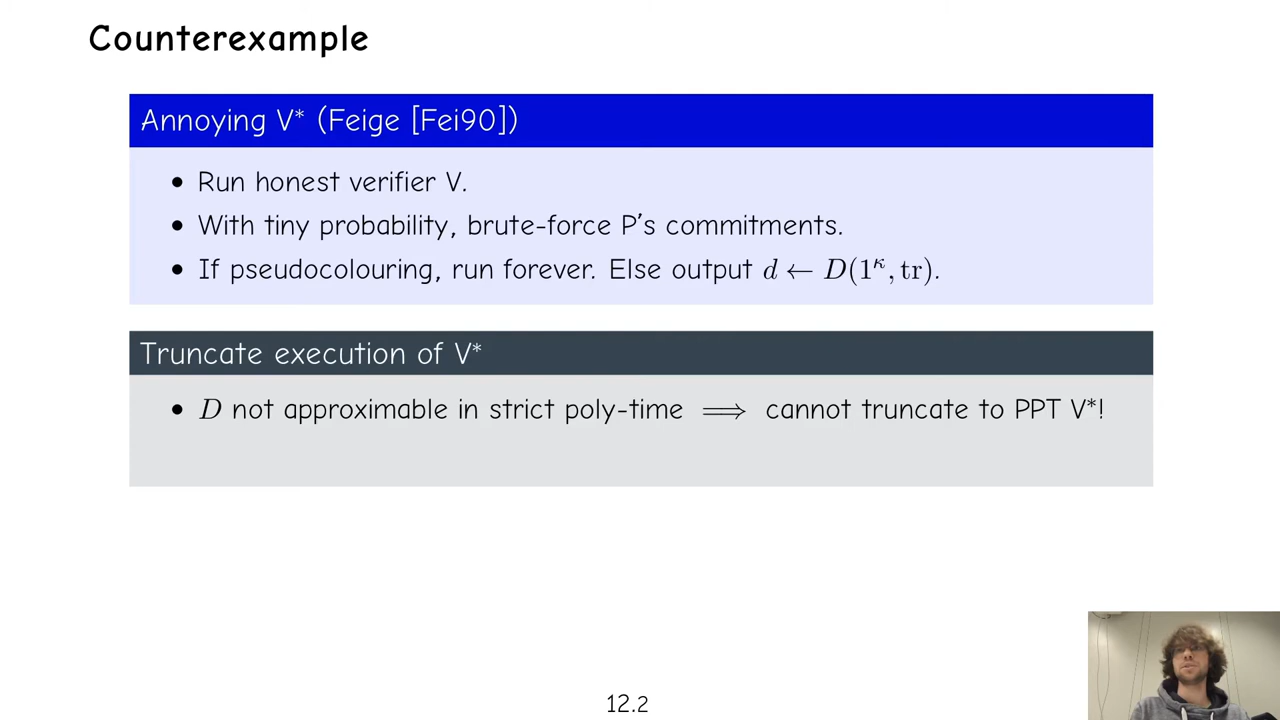 Counterexample
Annoying V* (Feige [Fei90])
• Run honest verifier V.
• With tiny probability, brute-force P's commitments.
• If pseudocolouring, run forever. Else output d ← D(1^κ, tr).
Truncate execution of V*
• D not approximable in strict poly-time ⟹ cannot truncate to PPT V*!
12.2